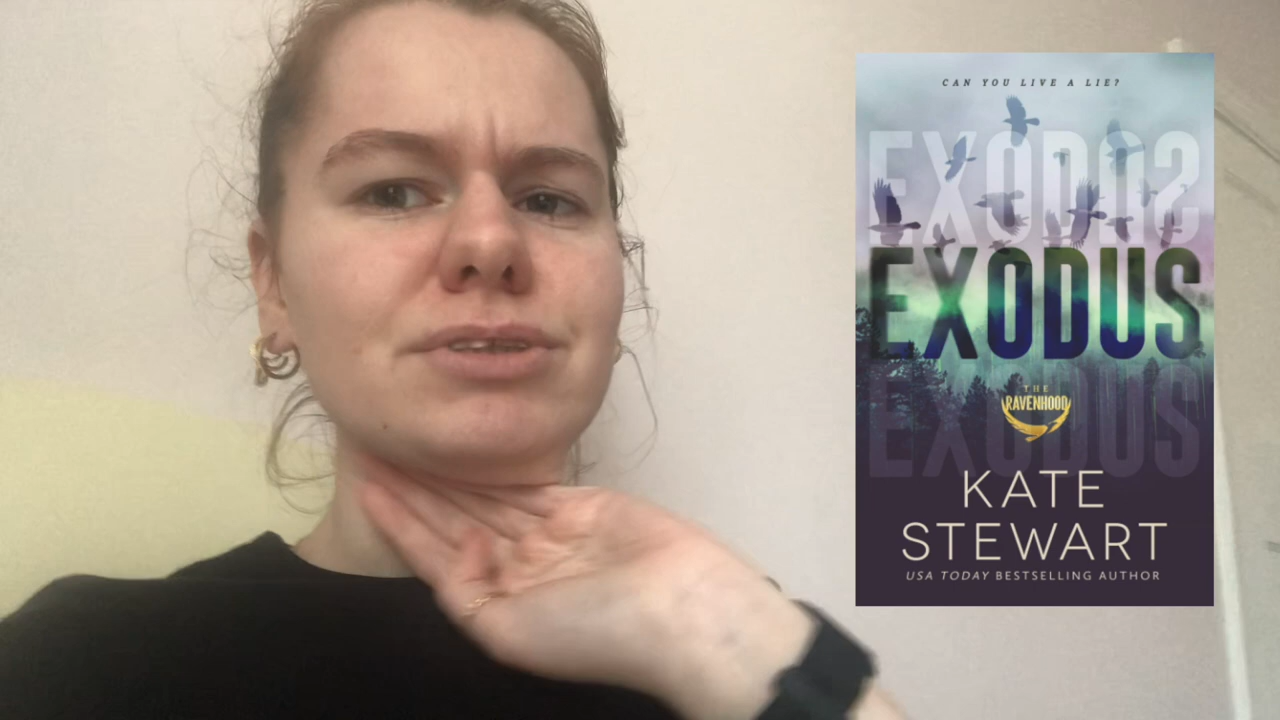 CAN YOU LIVE A LIE?
EXODUS
EXODUS
THE
RAVENHOOD
EXODUS
KATE
STEWART
USA TODAY BESTSELLING AUTHOR